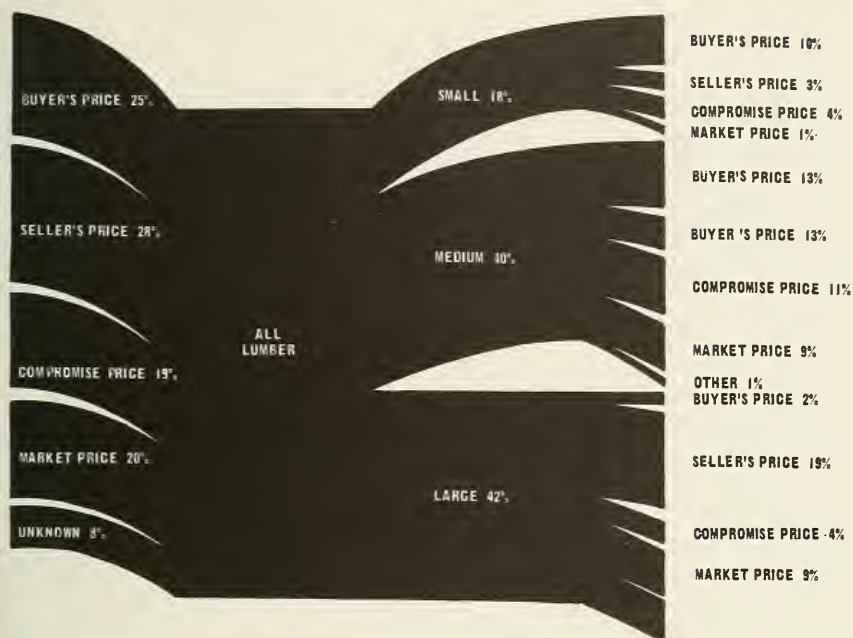 BUYER'S PRICE 25%
SELLER'S PRICE 28%
COMPROMISE PRICE 19%
MARKET PRICE 20%
UNKNOWN 8%
ALL
LUMBER
SMALL 18%
MEDIUM 40%
LARGE 42%
BUYER'S PRICE 10%
SELLER'S PRICE 3%
COMPROMISE PRICE 4%
MARKET PRICE 1%
BUYER'S PRICE 13%
BUYER'S PRICE 13%
COMPROMISE PRICE 11%
MARKET PRICE 9%
OTHER 1%
BUYER'S PRICE 2%
SELLER'S PRICE 19%
COMPROMISE PRICE 4%
MARKET PRICE 9%